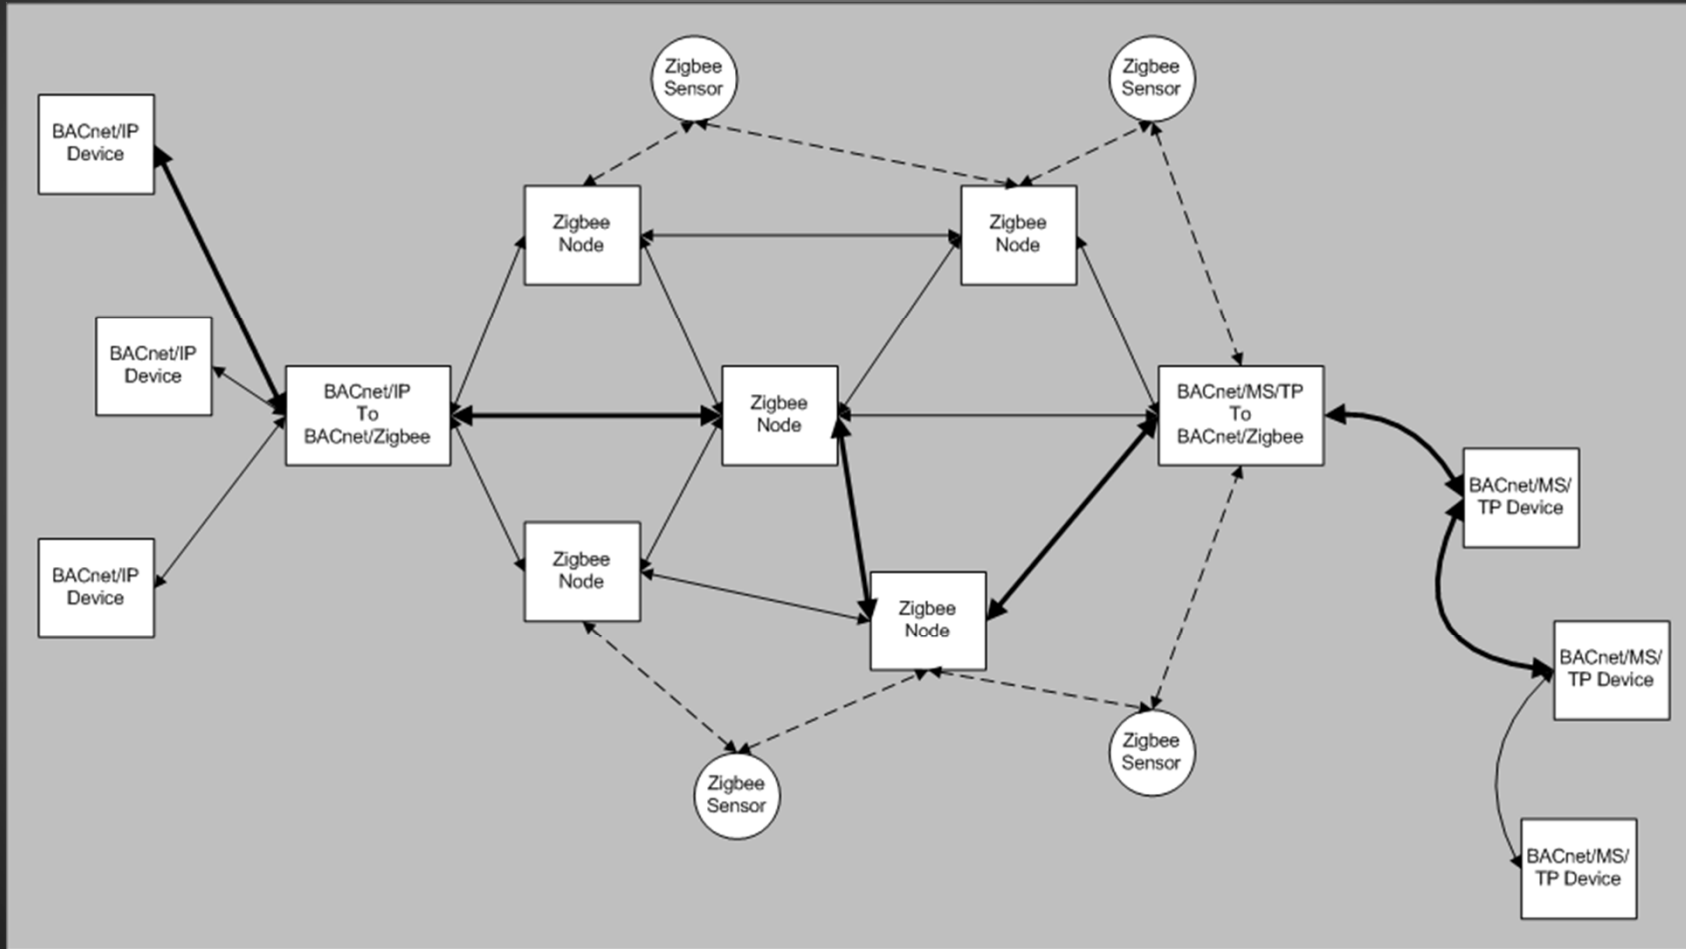 Zigbee
Sensor
Zigbee
Sensor
BACnet/IP
Device
Zigbee
Node
Zigbee
Node
BACnet/IP
Device
BACnet/IP
To
BACnet/Zigbee
Zigbee
Node
BACnet/MS/TP
To
BACnet/Zigbee
BACnet/MS/
TP Device
BACnet/IP
Device
Zigbee
Node
Zigbee
Node
BACnet/MS/
TP Device
Zigbee
Sensor
Zigbee
Sensor
BACnet/MS/
TP Device